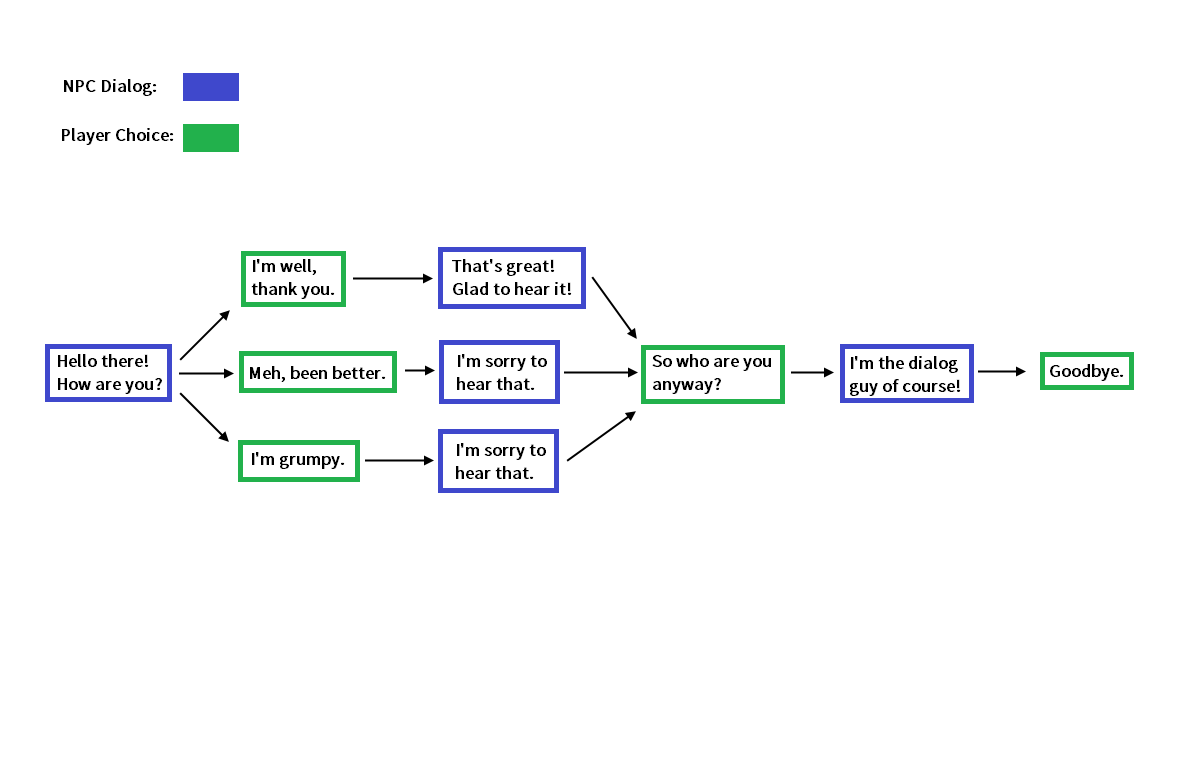 NPC Dialog:
Player Choice:
I'm well,
thank you.
That's great!
Glad to hear it!
Hello there!
How are you?
Meh, been better.
I'm sorry to
hear that.
So who are you
anyway?
I'm the dialog
guy of course!
Goodbye.
I'm grumpy.
I'm sorry to
hear that.